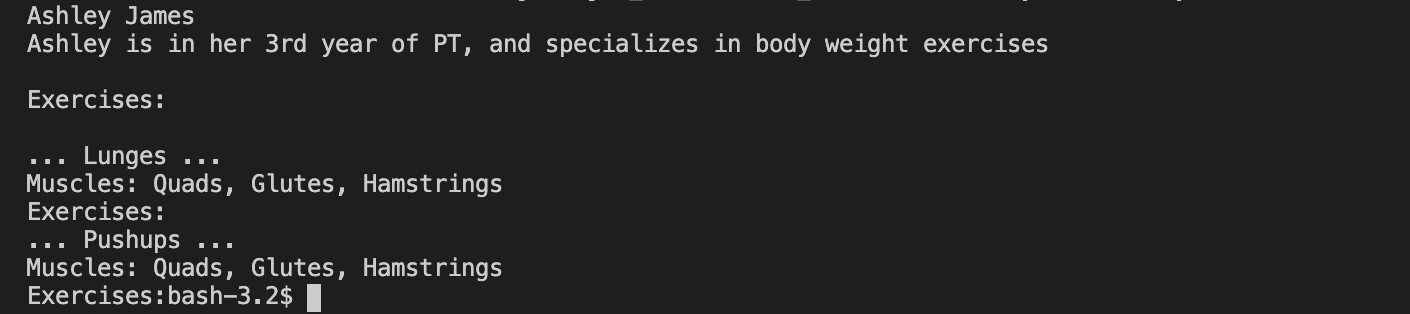 Ashley James
Ashley is in her 3rd year of PT, and specializes in body weight exercises
Exercises:
... Lunges ...
Muscles: Quads, Glutes, Hamstrings
Exercises:
... Pushups ...
Muscles: Quads, Glutes, Hamstrings
Exercises:bash-3.2$